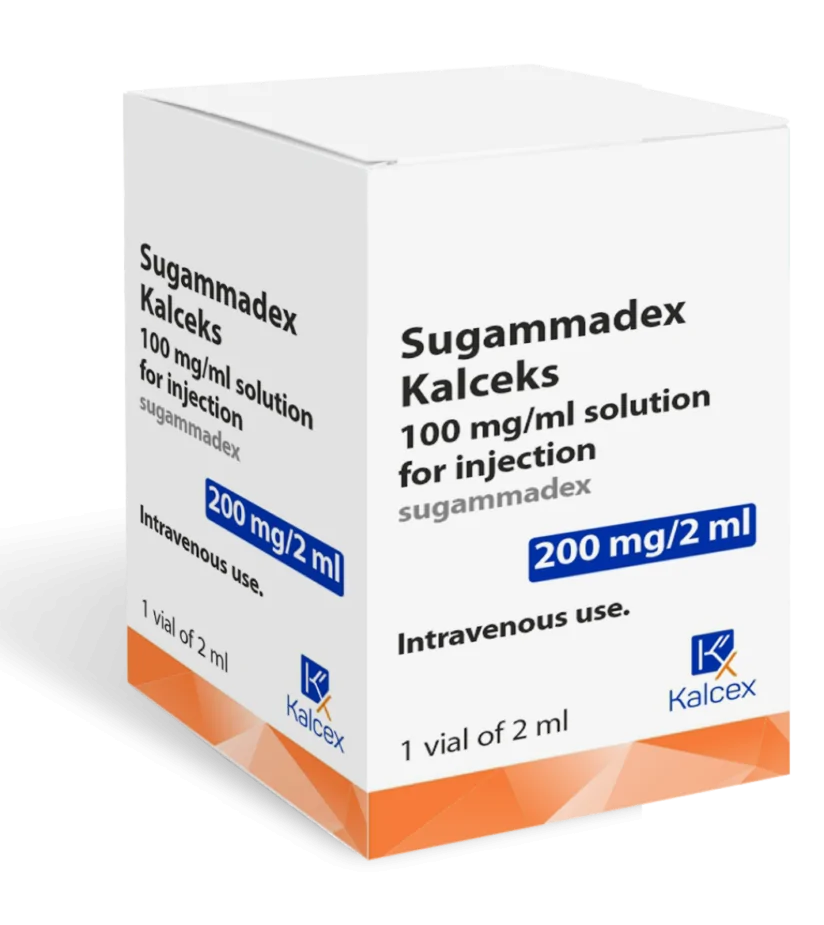 Sugammadex
Kalceks
100 mg/ml solution
for injection
sugammadex
200 mg/2 ml
Intravenous use.
1 vial of 2 ml
Kalcex
Sugammadex
Kalceks
100 mg/ml solution
for injection
sugammadex
200 mg/2 ml
Intravenous use.
1 vial of 2 ml
Kalcex